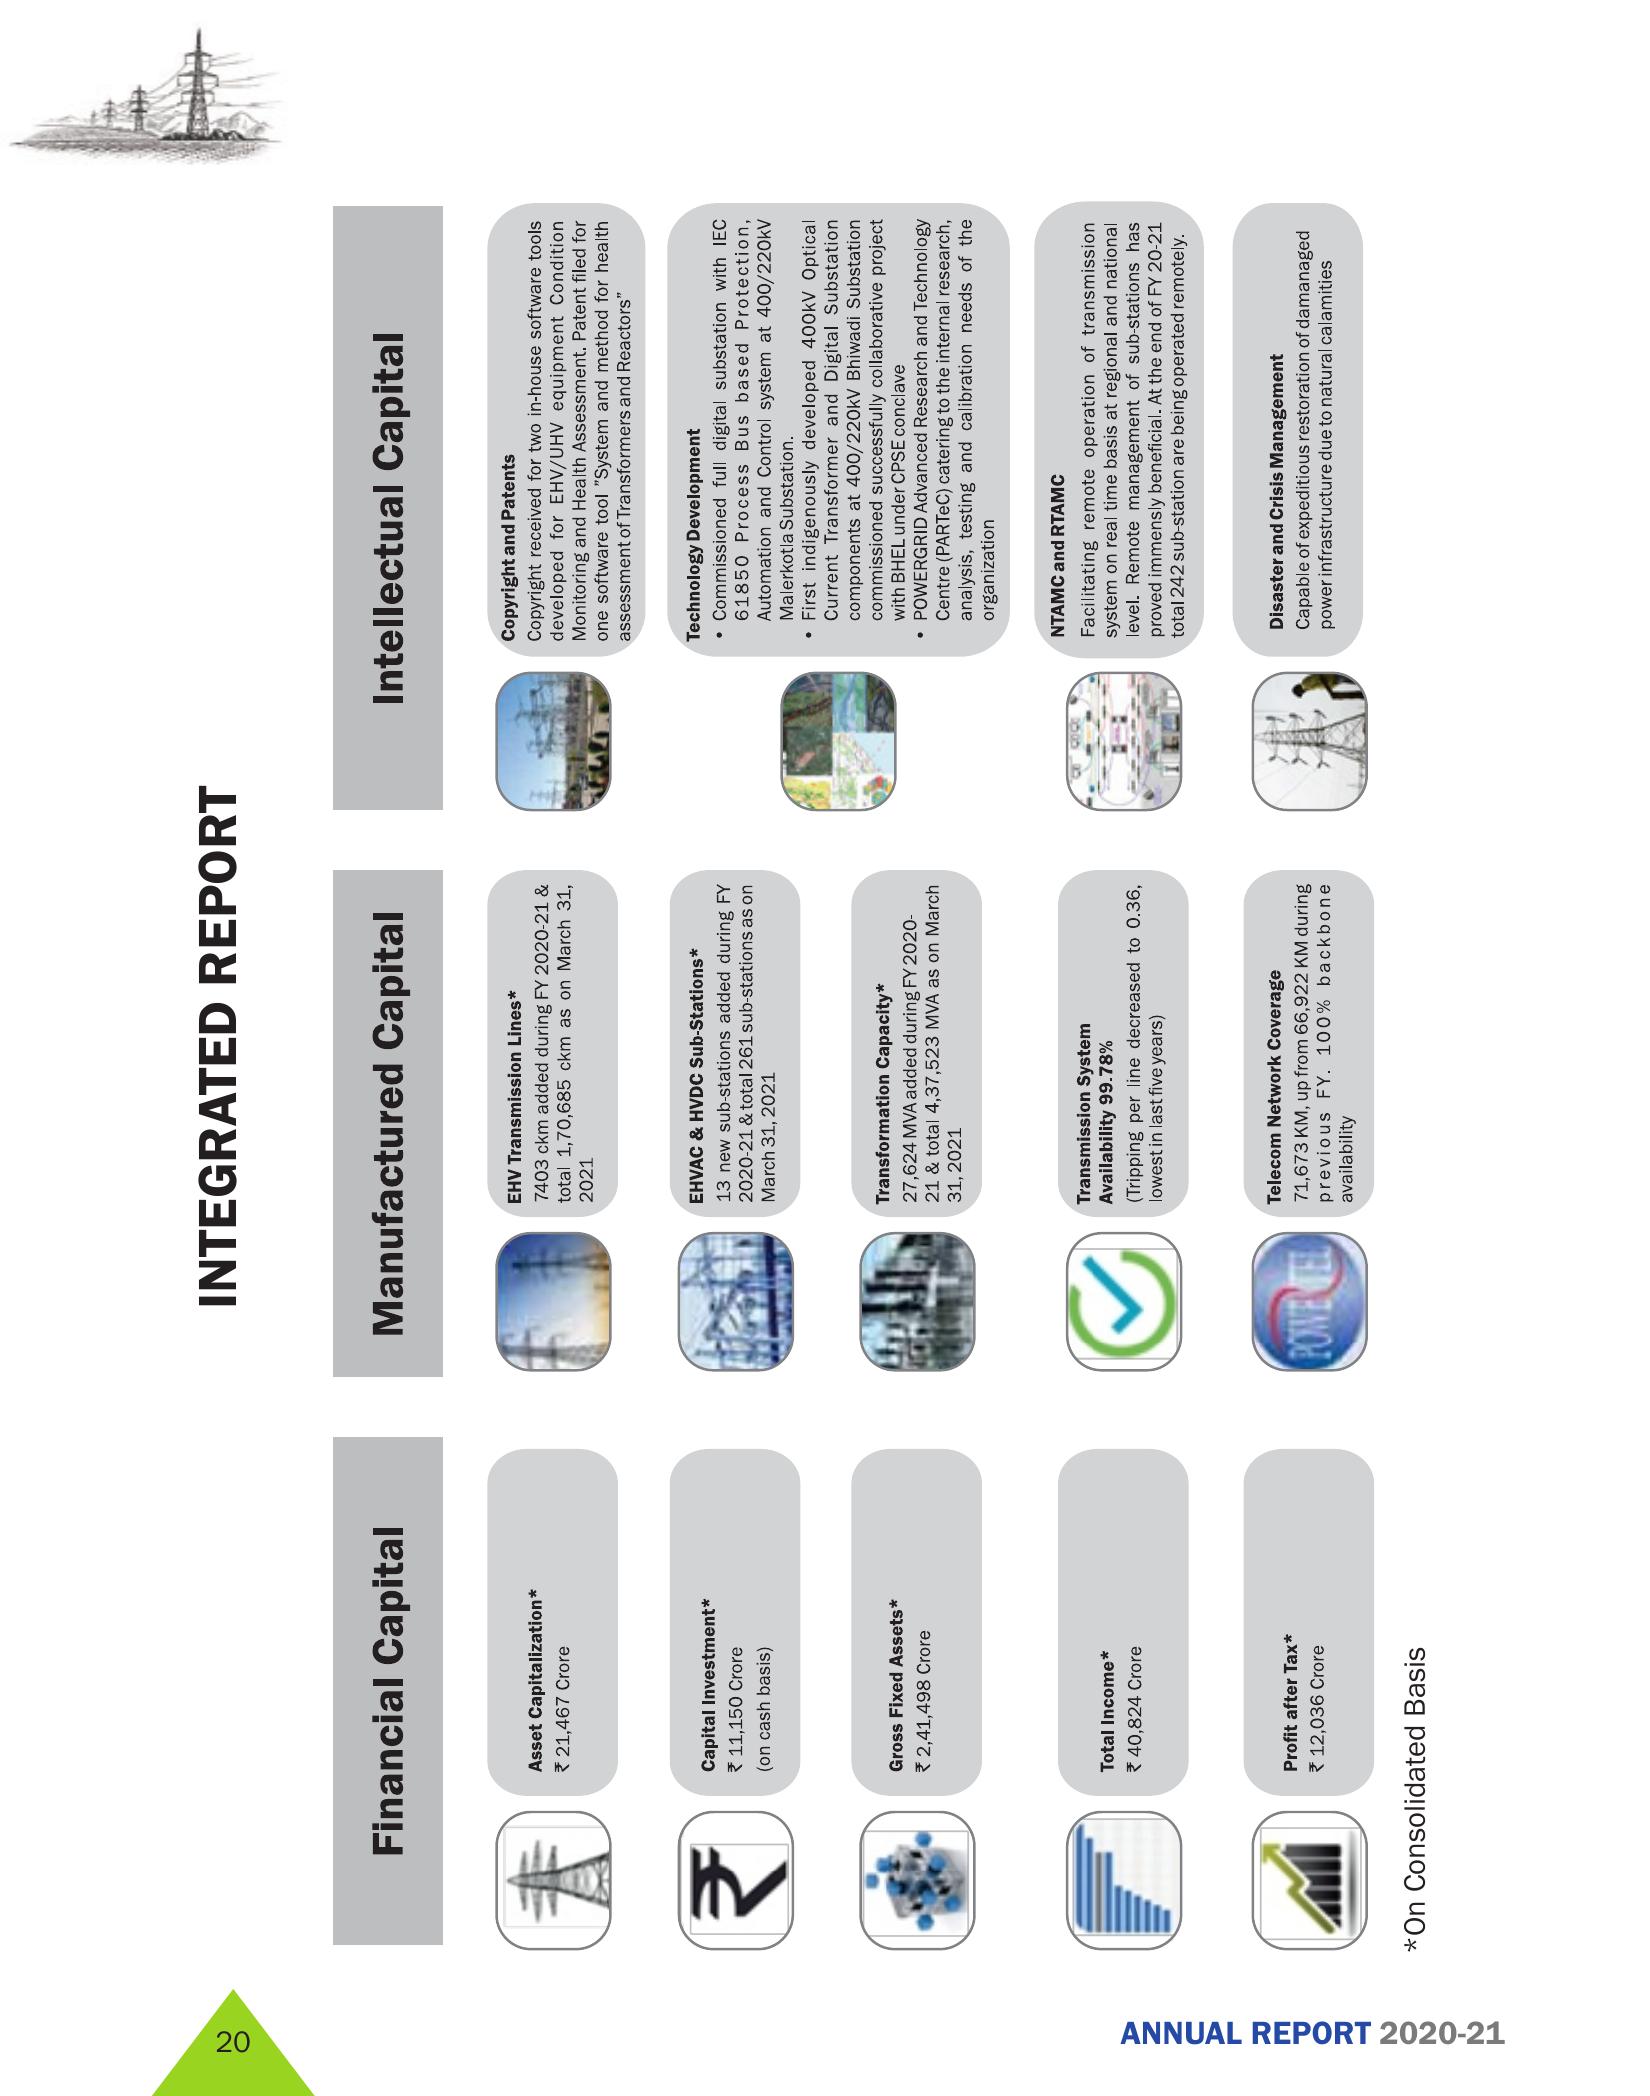 INTEGRATED REPORT
Financial Capital
Asset Capitalization*
₹ 21,467 Crore
Capital Investment*
₹ 11,150 Crore
(on cash basis)
Gross Fixed Assets*
₹ 2,41,498 Crore
Total Income*
₹ 40,824 Crore
Profit after Tax*
₹ 12,036 Crore
*On Consolidated Basis
Manufactured Capital
EHV Transmission Lines*
7403 ckm added during FY 2020-21 &
total 1,70,685 ckm as on March 31,
2021
EHVAC & HVDC Sub-Stations*
13 new sub-stations added during FY
2020-21 & total 261 sub-stations as on
March 31, 2021
Transformation Capacity*
27,624 MVA added during FY 2020-
21 & total 4,37,523 MVA as on March
31, 2021
Transmission System
Availability 99.78%
(Tripping per line decreased to 0.36,
lowest in last five years)
Telecom Network Coverage
71,673 KM, up from 66,922 KM during
previous FY. 100% backbone
availability
Intellectual Capital
Copyright and Patents
Copyright received for two in-house software tools
developed for EHV/UHV equipment Condition
Monitoring and Health Assessment. Patent filed for
one software tool "System and method for health
assessment of Transformers and Reactors"
Technology Development
• Commissioned full digital substation with IEC
61850 Process Bus based Protection,
Automation and Control system at 400/220kV
Malerkotla Substation.
• First indigenously developed 400kV Optical
Current Transformer and Digital Substation
components at 400/220kV Bhiwadi Substation
commissioned successfully collaborative project
with BHEL under CPSE conclave
• POWERGRID Advanced Research and Technology
Centre (PARTeC) catering to the internal research,
analysis, testing and calibration needs of the
organization
NTAMC and RTAMC
Facilitating remote operation of transmission
system on real time basis at regional and national
level. Remote management of sub-stations has
proved immensely beneficial. At the end of FY 20-21
total 242 sub-station are being operated remotely.
Disaster and Crisis Management
Capable of expeditious restoration of damanaged
power infrastructure due to natural calamities
20
ANNUAL REPORT 2020-21